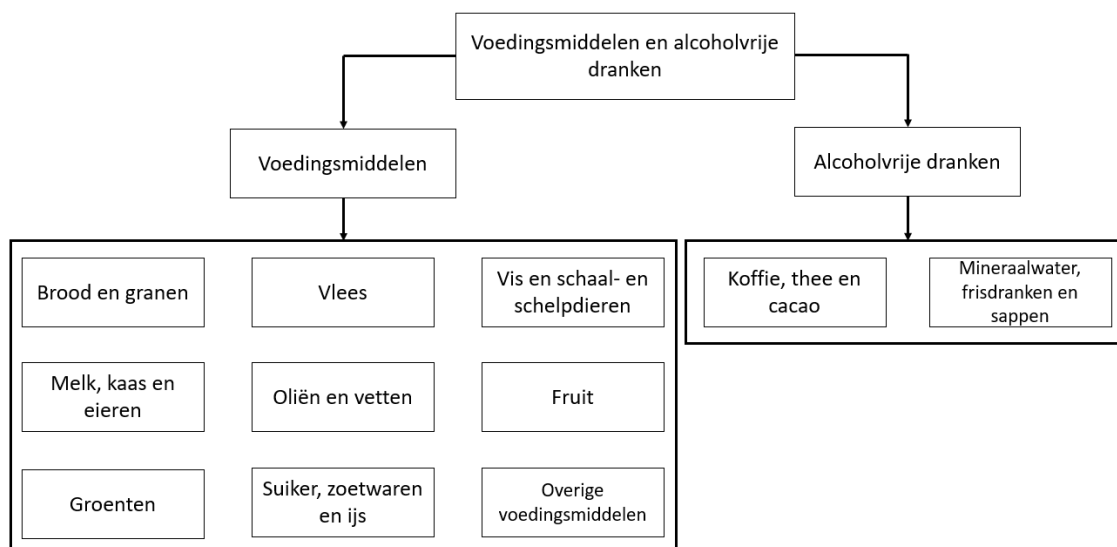 Voedingsmiddelen en alcoholvrije
dranken
Voedingsmiddelen
Alcoholvrije dranken
Brood en granen
Vlees
Vis en schaal- en
schelpdieren
Koffie, thee en
cacao
Mineraalwater,
frisdranken en
sappen
Melk, kaas en
eieren
Oliën en vetten
Fruit
Groenten
Suiker, zoetwaren
en ijs
Overige
voedingsmiddelen